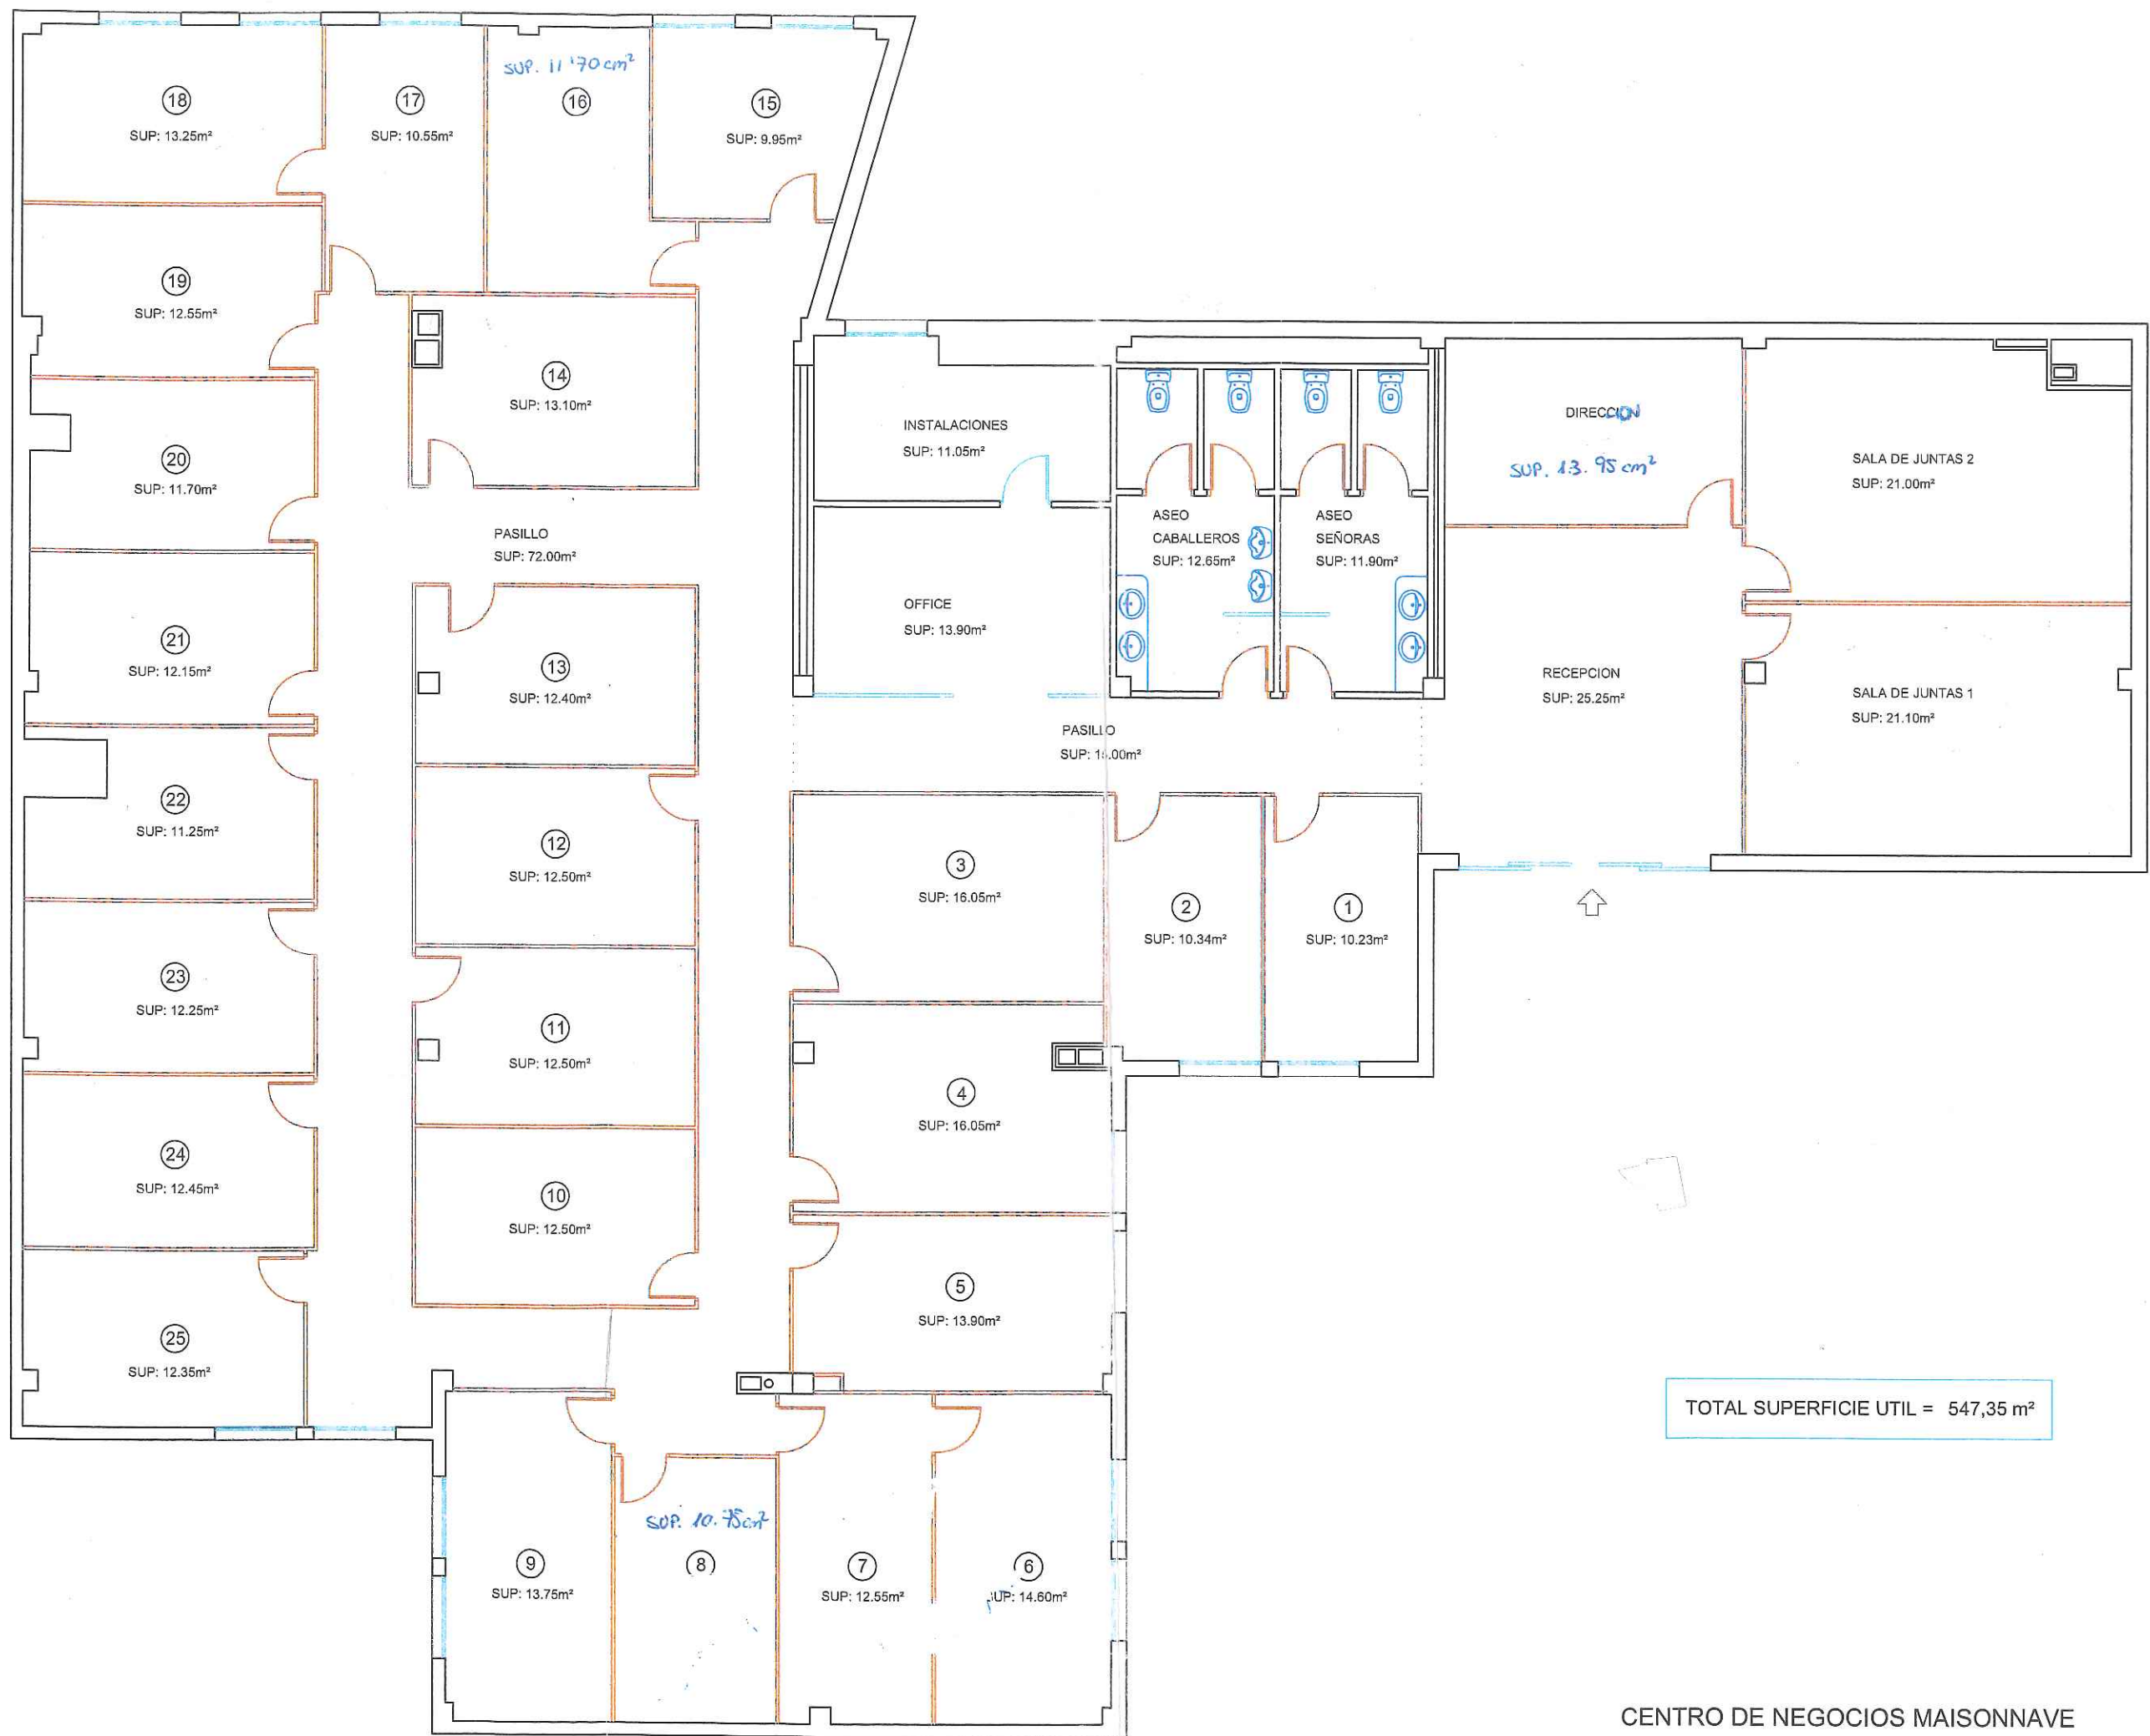 18
SUP: 13.25m²
17
SUP: 10.55m²
SUP. 11'70 cm²
16
15
SUP: 9.95m²
19
SUP: 12.55m²
14
SUP: 13.10m²
20
SUP: 11.70m²
PASILLO
SUP: 72.00m²
21
SUP: 12.15m²
13
SUP: 12.40m²
22
SUP: 11.25m²
12
SUP: 12.50m²
23
SUP: 12.25m²
11
SUP: 12.50m²
24
SUP: 12.45m²
10
SUP: 12.50m²
25
SUP: 12.35m²
INSTALACIONES
SUP: 11.05m²
OFFICE
SUP: 13.90m²
ASEO
CABALLEROS
SUP: 12.65m²
ASEO
SEÑORAS
SUP: 11.90m²
DIRECCION
SUP. 13.95 cm²
SALA DE JUNTAS 2
SUP: 21.00m²
RECEPCION
SUP: 25.25m²
SALA DE JUNTAS 1
SUP: 21.10m²
PASILLO
SUP:
3
SUP: 16.05m²
2
SUP: 10.34m²
1
SUP: 10.23m²
4
SUP: 16.05m²
5
SUP: 13.90m²
9
SUP: 13.75m²
SUP. 10.75cm²
8
7
SUP: 12.55m²
6
SUP: 14.60m²
TOTAL SUPERFICIE UTIL = 547,35 m²
CENTRO DE NEGOCIOS MAISONNAVE